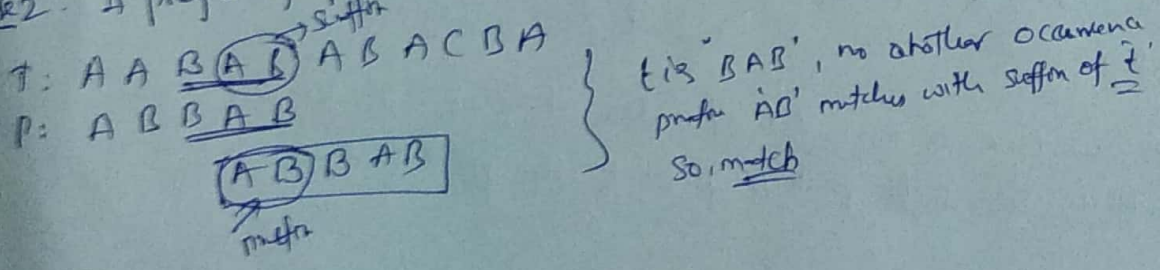 suffix
T: A A B A B A B A C B A
P: A B B A B
A B B A B
prefix
t is "BAB", no another occurrence
prefix 'AB' matches with suffix of 't'
so, match